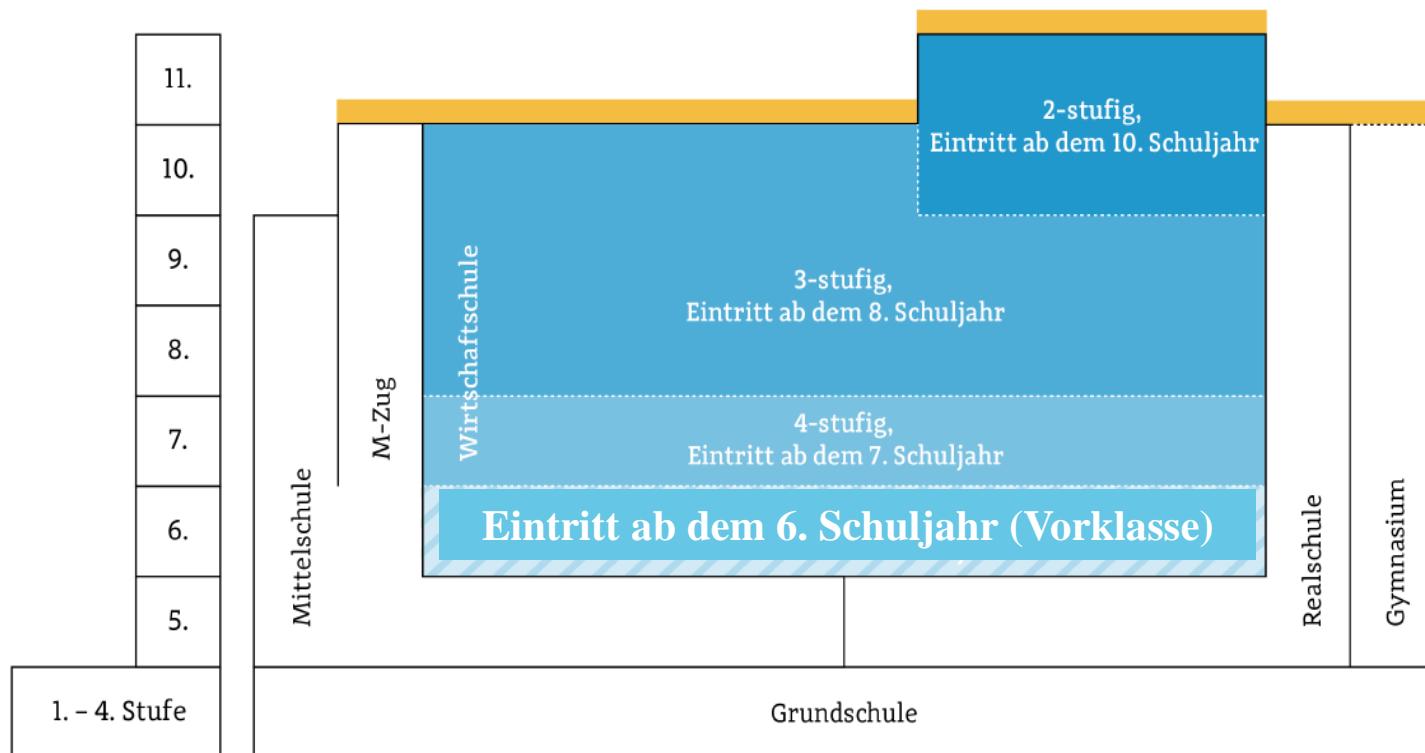 11.
2-stufig,
Eintritt ab dem 10. Schuljahr
10.
9.
3-stufig,
Eintritt ab dem 8. Schuljahr
Wirtschaftschule
8.
M-Zug
7.
4-stufig,
Eintritt ab dem 7. Schuljahr
6.
Eintritt ab dem 6. Schuljahr (Vorklasse)
Mittelschule
Realschule
Gymnasium
5.
1. – 4. Stufe
Grundschule